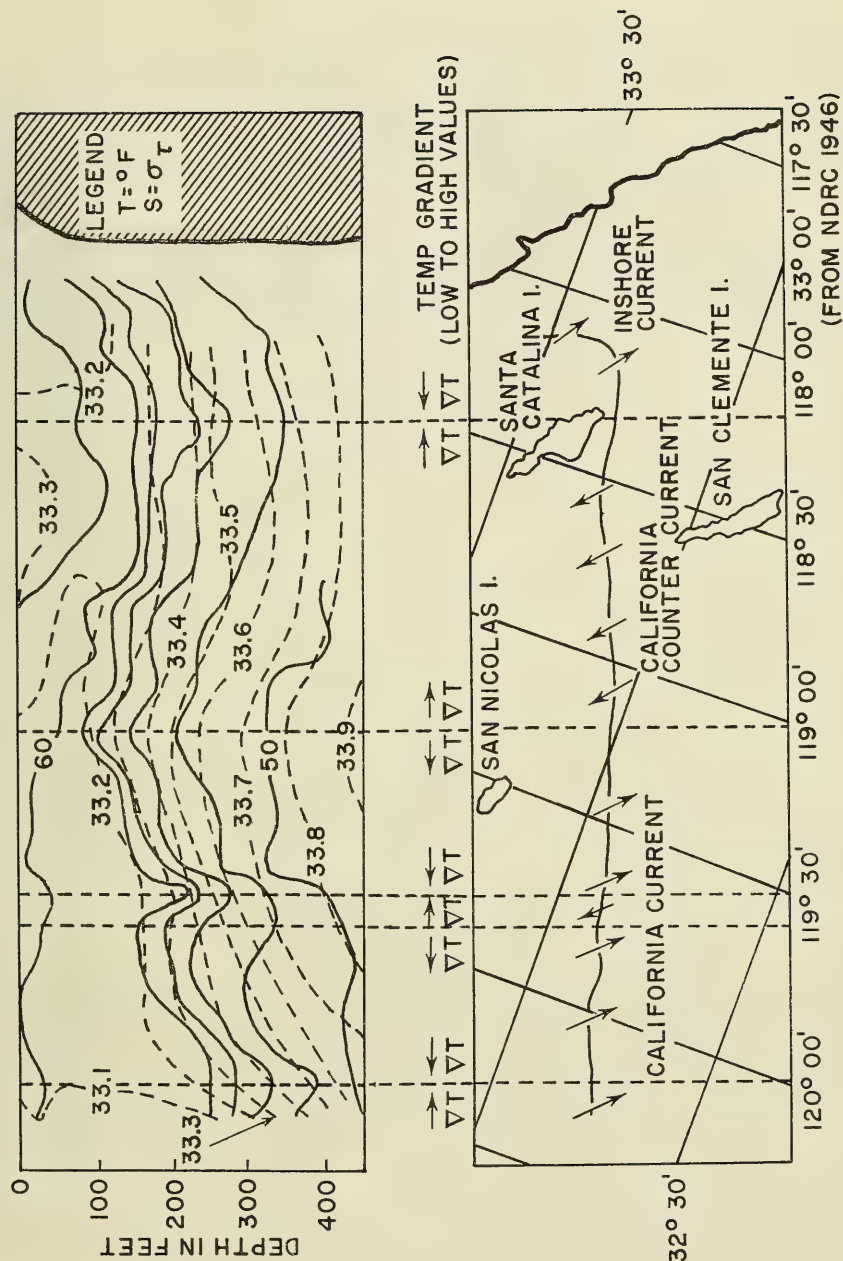 LEGEND
T=°F
S=στ
DEPTH IN FEET
0
100
200
300
400
33.1
33.3
33.2
60
33.4
33.5
33.6
33.7
50
33.8
33.9
33.3
33.2
TEMP GRADIENT
(LOW TO HIGH VALUES)
∇T
∇T
∇T
∇T
∇T
∇T
∇T
∇T
∇T
33° 30'
SAN NICOLAS I.
SANTA
CATALINA I.
INSHORE
CURRENT
SAN CLEMENTE I.
CALIFORNIA
COUNTER CURRENT
CALIFORNIA CURRENT
32° 30'
120° 00'
119° 30'
119° 00'
118° 30'
118° 00'
33° 00'
117° 30'
(FROM NDRC 1946)